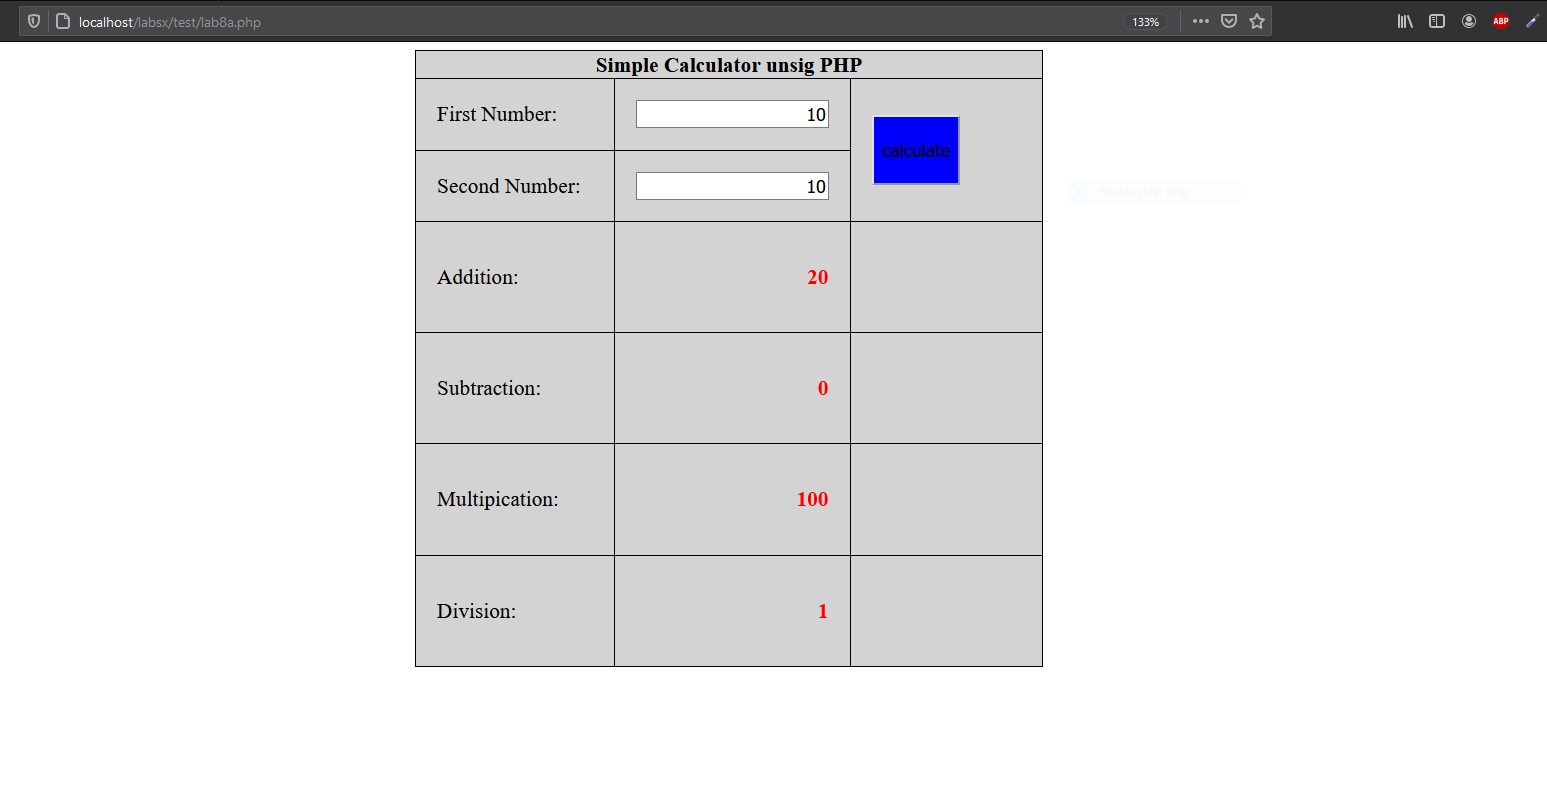 localhost/labsx/test/lab8a.php
133%
ABP
Simple Calculator unsig PHP
First Number:
10
calculate
Second Number:
10
Rectangular Snip
Addition:
20
Subtraction:
0
Multipication:
100
Division:
1